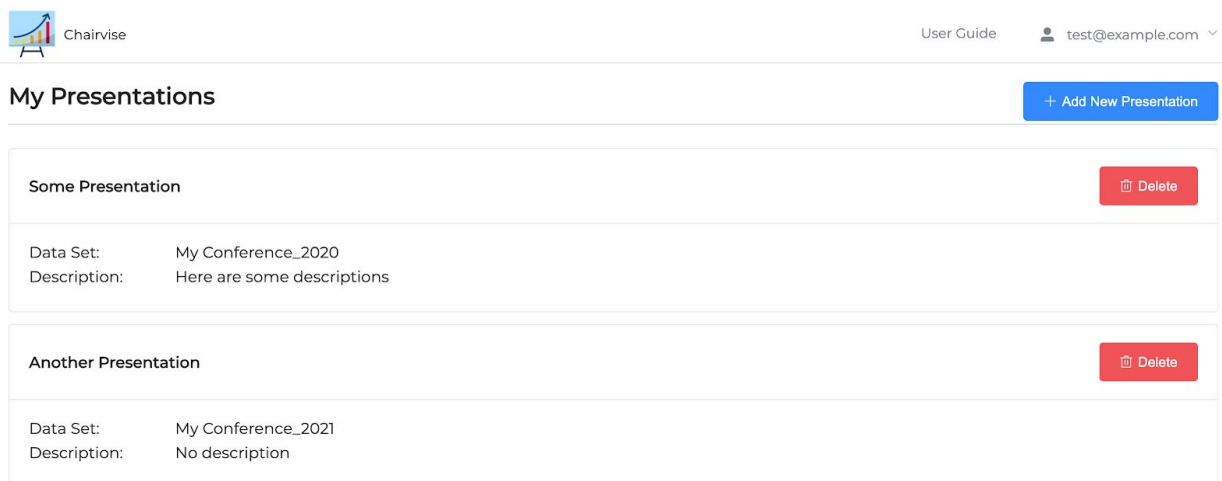 Chairvise
User Guide
test@example.com
My Presentations
+ Add New Presentation
Some Presentation
Delete
Data Set: My Conference_2020
Description: Here are some descriptions
Another Presentation
Delete
Data Set: My Conference_2021
Description: No description